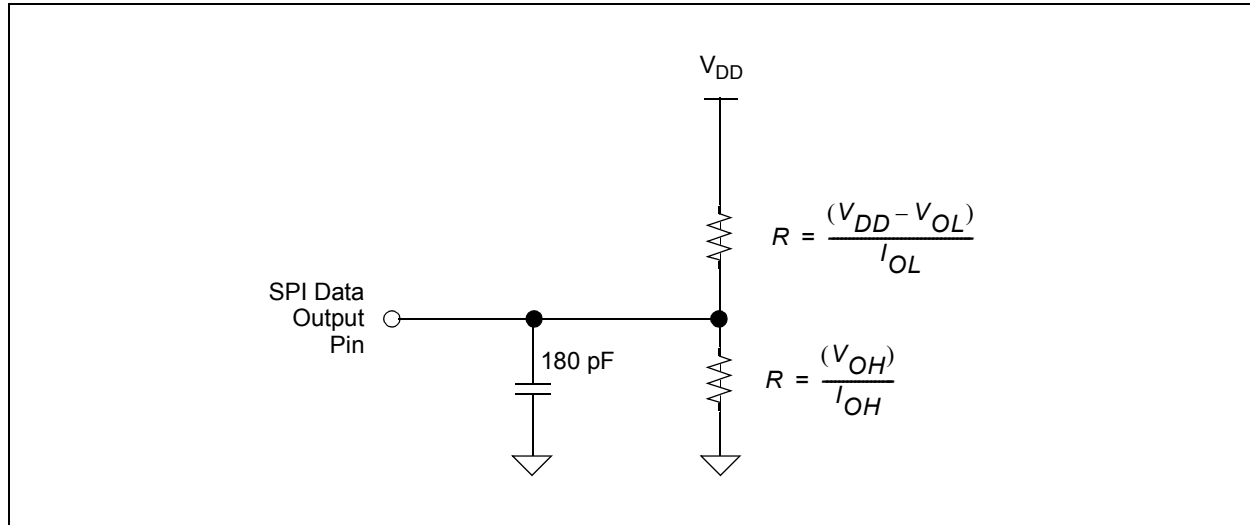 V_DD
R = (V_DD – V_OL) / I_OL
SPI Data
Output
Pin
180 pF
R = (V_OH) / I_OH